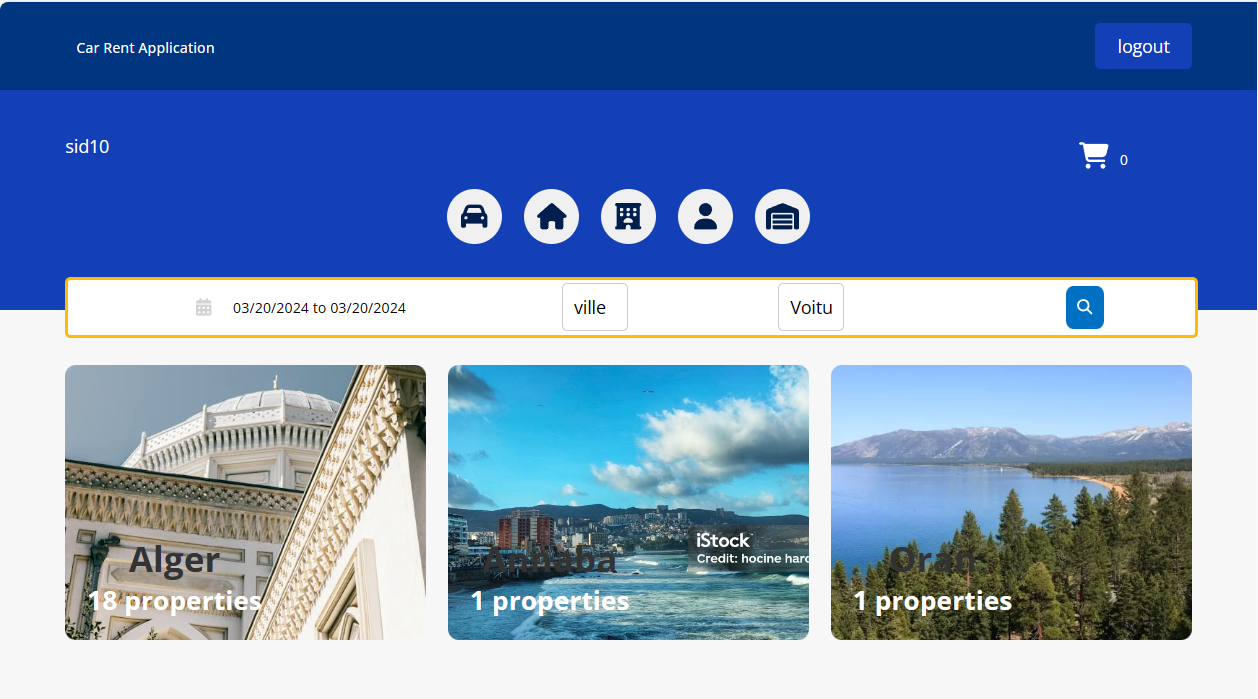 Car Rent Application
logout
sid10
0
03/20/2024 to 03/20/2024
ville
Voitu
Alger
18 properties
iStock
Credit: hocine harc
Annaba
1 properties
Oran
1 properties